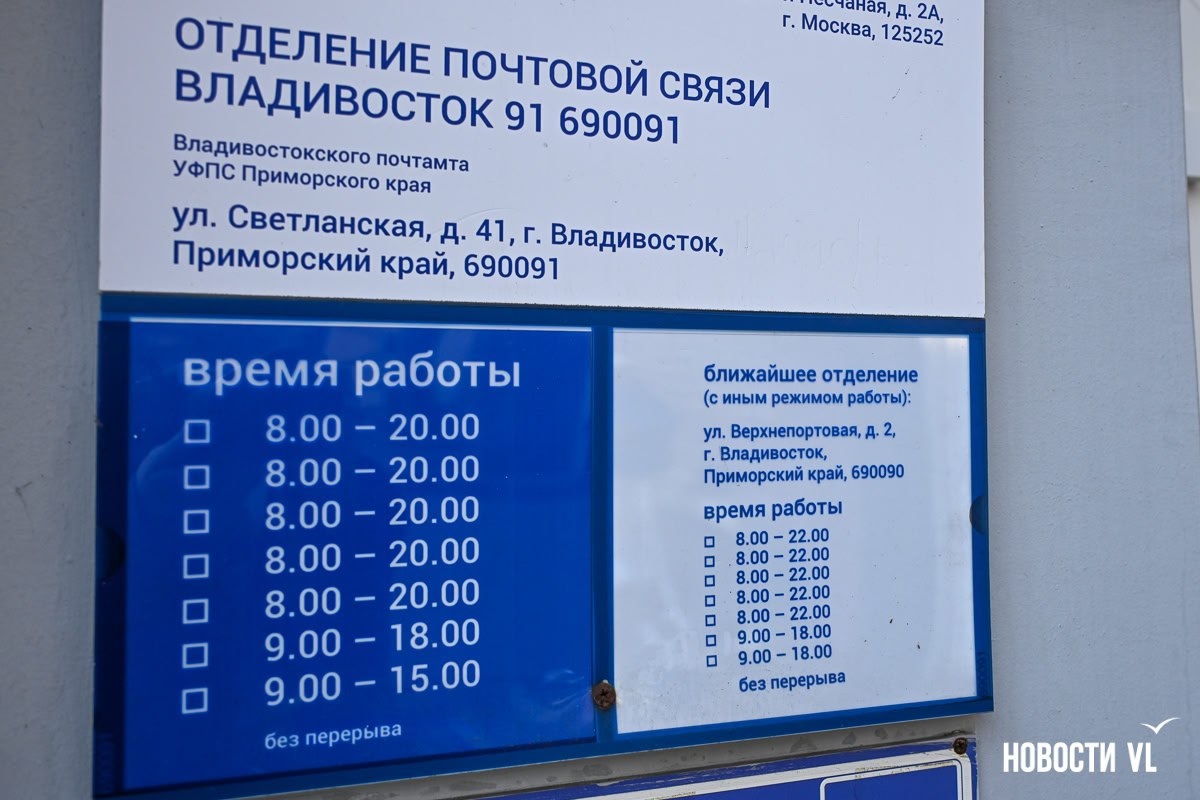 Песчаная, д. 2А,
г. Москва, 125252
ОТДЕЛЕНИЕ ПОЧТОВОЙ СВЯЗИ
ВЛАДИВОСТОК 91 690091
Владивостокского почтамта
УФПС Приморского края
ул. Светланская, д. 41, г. Владивосток,
Приморский край, 690091
время работы
8.00 – 20.00
8.00 – 20.00
8.00 – 20.00
8.00 – 20.00
8.00 – 20.00
9.00 – 18.00
9.00 – 15.00
без перерыва
ближайшее отделение
(с иным режимом работы):
ул. Верхнепортовая, д. 2,
г. Владивосток,
Приморский край, 690090
время работы
8.00 – 22.00
8.00 – 22.00
8.00 – 22.00
8.00 – 22.00
8.00 – 22.00
9.00 – 18.00
9.00 – 18.00
без перерыва
НОВОСТИ VL